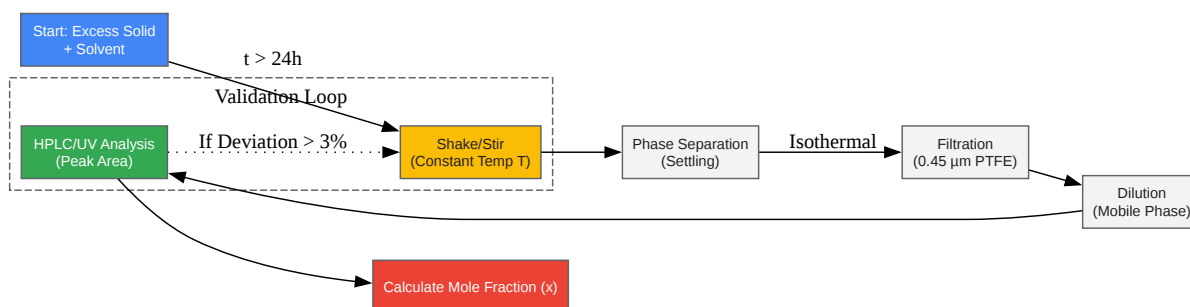 Start: Excess Solid
+ Solvent
t > 24h
Validation Loop
HPLC/UV Analysis
(Peak Area)
If Deviation > 3%
Shake/Stir
(Constant Temp T)
Phase Separation
(Settling)
Isothermal
Filtration
(0.45 µm PTFE)
Dilution
(Mobile Phase)
Calculate Mole Fraction (x)